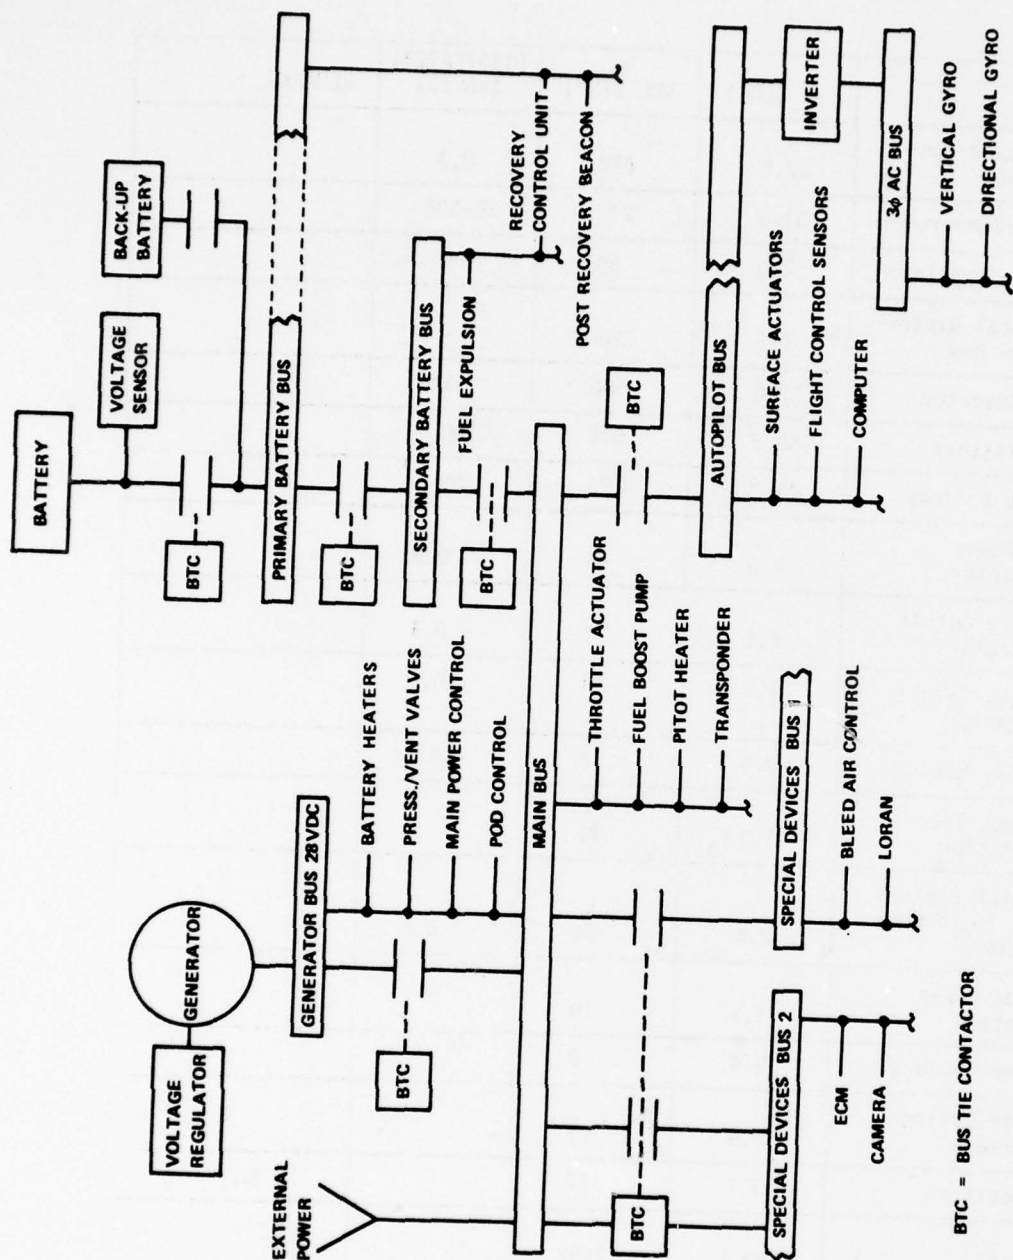 BATTERY
VOLTAGE
SENSOR
BACK-UP
BATTERY
BTC
PRIMARY BATTERY BUS
BTC
SECONDARY BATTERY BUS
FUEL EXPULSION
RECOVERY
CONTROL UNIT
POST RECOVERY BEACON
BTC
BTC
AUTOPILOT BUS
SURFACE ACTUATORS
FLIGHT CONTROL SENSORS
COMPUTER
INVERTER
3φ AC BUS
VERTICAL GYRO
DIRECTIONAL GYRO
VOLTAGE
REGULATOR
GENERATOR
GENERATOR BUS 28 VDC
BATTERY HEATERS
PRESS./VENT VALVES
MAIN POWER CONTROL
POD CONTROL
BTC
EXTERNAL
POWER
MAIN BUS
THROTTLE ACTUATOR
FUEL BOOST PUMP
PITOT HEATER
TRANSPONDER
BTC
SPECIAL DEVICES BUS 1
BLEED AIR CONTROL
LORAN
SPECIAL DEVICES BUS 2
ECM
CAMERA
BTC = BUS TIE CONTACTOR